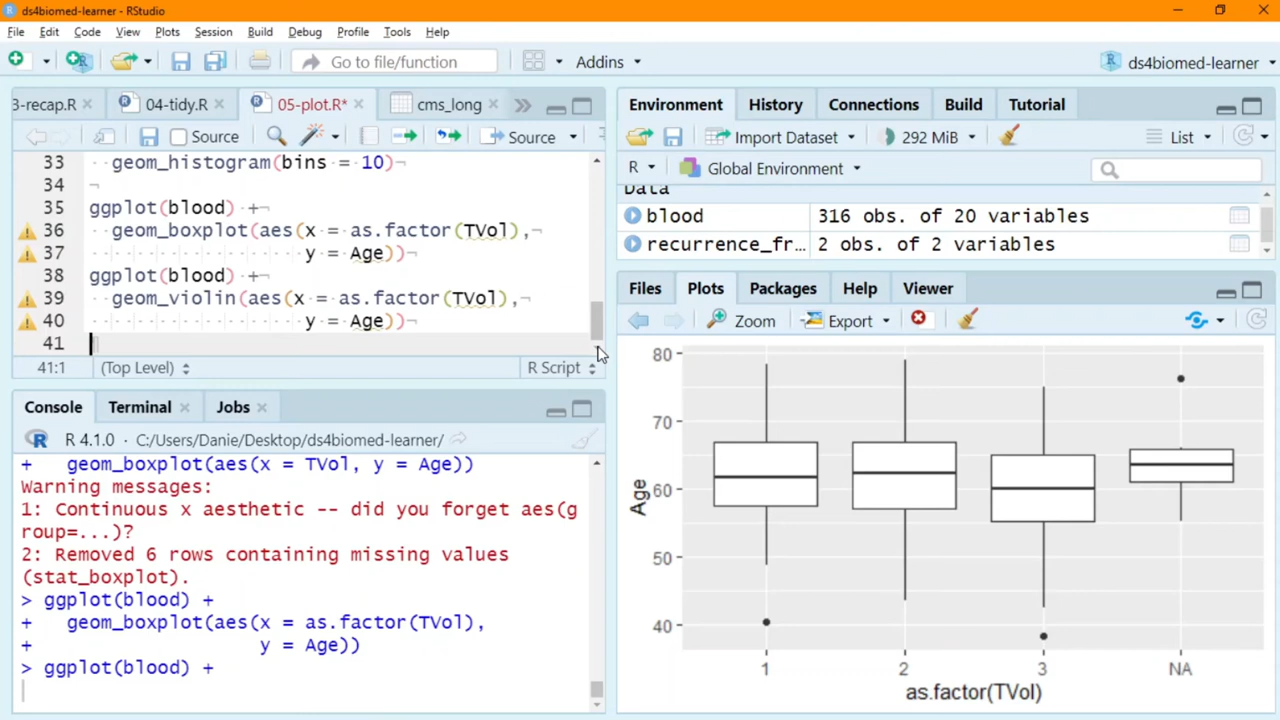 ds4biomed-learner - RStudio
File Edit Code View Plots Session Build Debug Profile Tools Help
Go to file/function Addins ds4biomed-learner
3-recap.R 04-tidy.R 05-plot.R* cms_long
Source Source
33 geom_histogram(bins = 10)¬
34 ¬
35 ggplot(blood) +¬
36 geom_boxplot(aes(x = as.factor(TVol),¬
37 y = Age))¬
38 ggplot(blood) +¬
39 geom_violin(aes(x = as.factor(TVol),¬
40 y = Age))¬
41
41:1 (Top Level) R Script
Console Terminal Jobs
R 4.1.0 · C:/Users/Danie/Desktop/ds4biomed-learner/
+ geom_boxplot(aes(x = TVol, y = Age))
Warning messages:
1: Continuous x aesthetic -- did you forget aes(g
roup=...)?
2: Removed 6 rows containing missing values
(stat_boxplot).
> ggplot(blood) +
+ geom_boxplot(aes(x = as.factor(TVol),
+ y = Age))
> ggplot(blood) +
Environment History Connections Build Tutorial
Import Dataset 292 MiB List
R Global Environment
Data
blood 316 obs. of 20 variables
recurrence_fr… 2 obs. of 2 variables
Files Plots Packages Help Viewer
Zoom Export
80
70
60
50
40
Age
1 2 3 NA
as.factor(TVol)